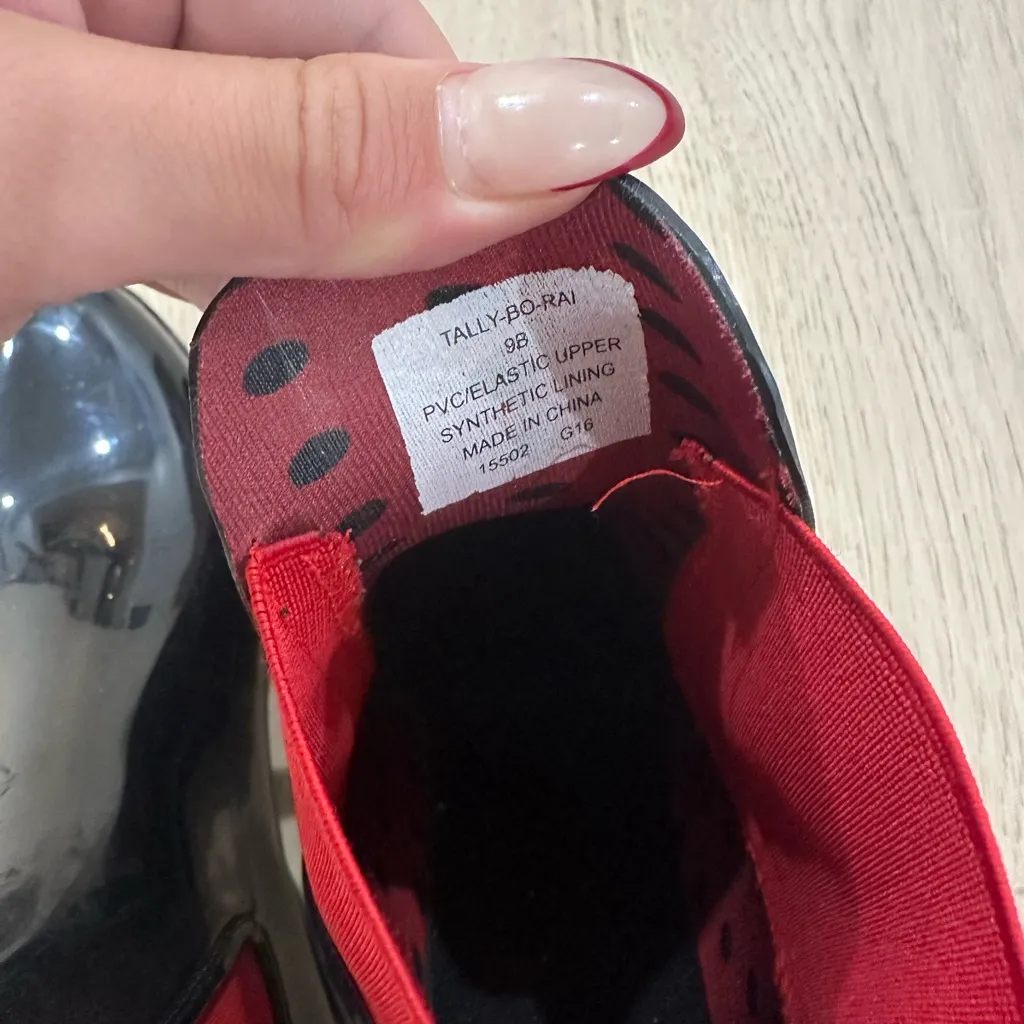 TALLY-BO-RAI
9B
PVC/ELASTIC UPPER
SYNTHETIC LINING
MADE IN CHINA
15502 G16